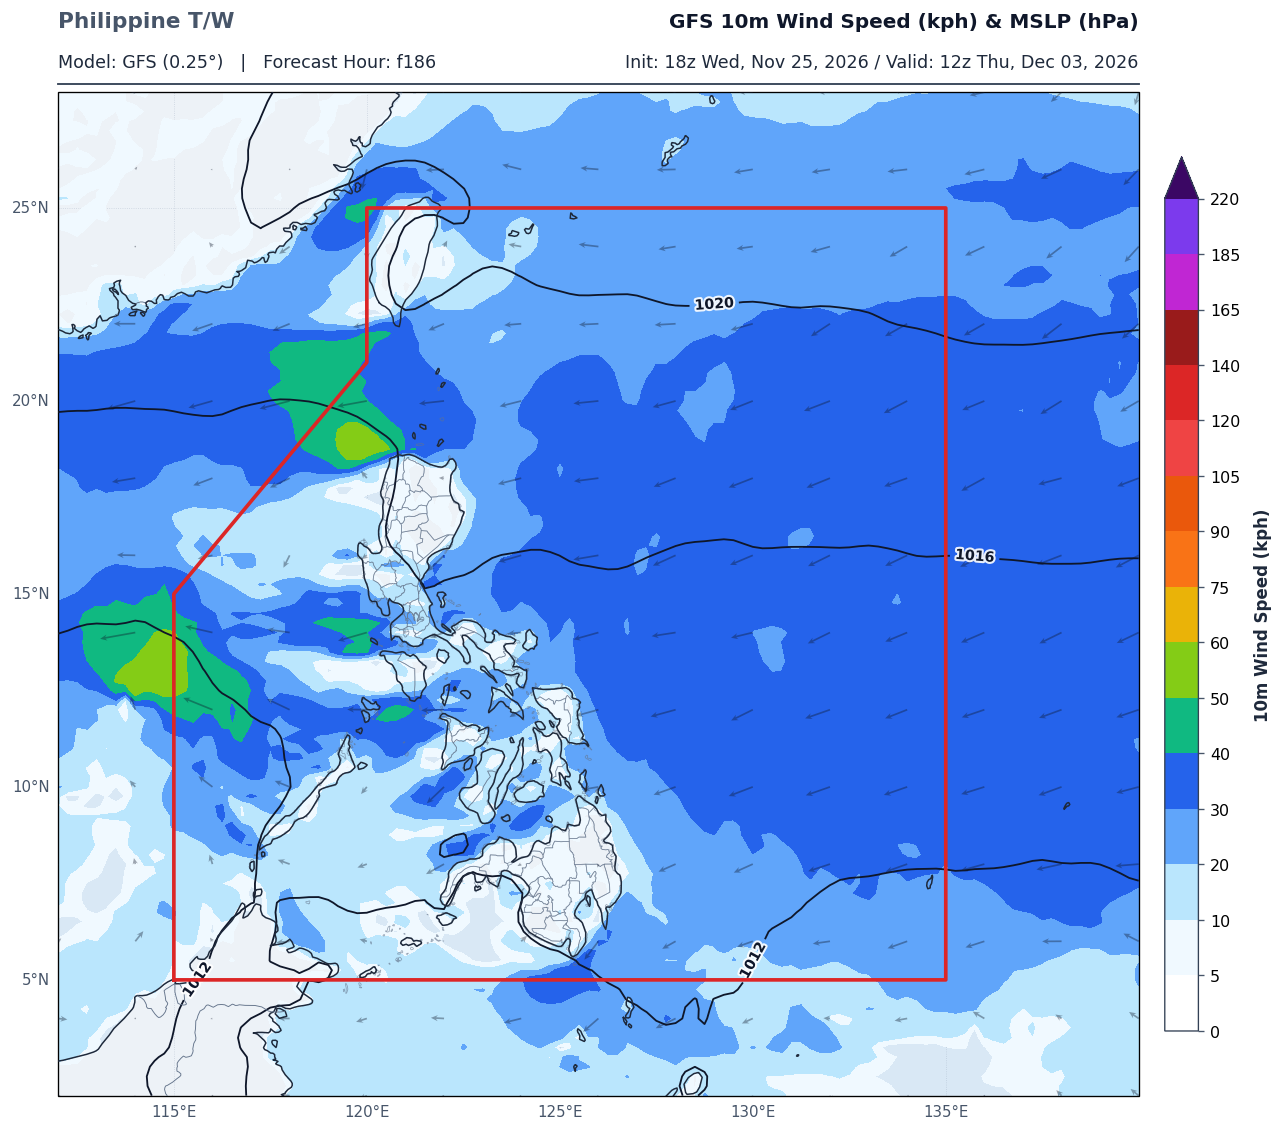 Philippine T/W
GFS 10m Wind Speed (kph) & MSLP (hPa)
Model: GFS (0.25°) | Forecast Hour: f186
Init: 18z Wed, Nov 25, 2026 / Valid: 12z Thu, Dec 03, 2026
25°N
20°N
15°N
10°N
5°N
115°E
120°E
125°E
130°E
135°E
1020
1016
1012
1012
220
185
165
140
120
105
90
75
60
50
40
30
20
10
5
0
10m Wind Speed (kph)